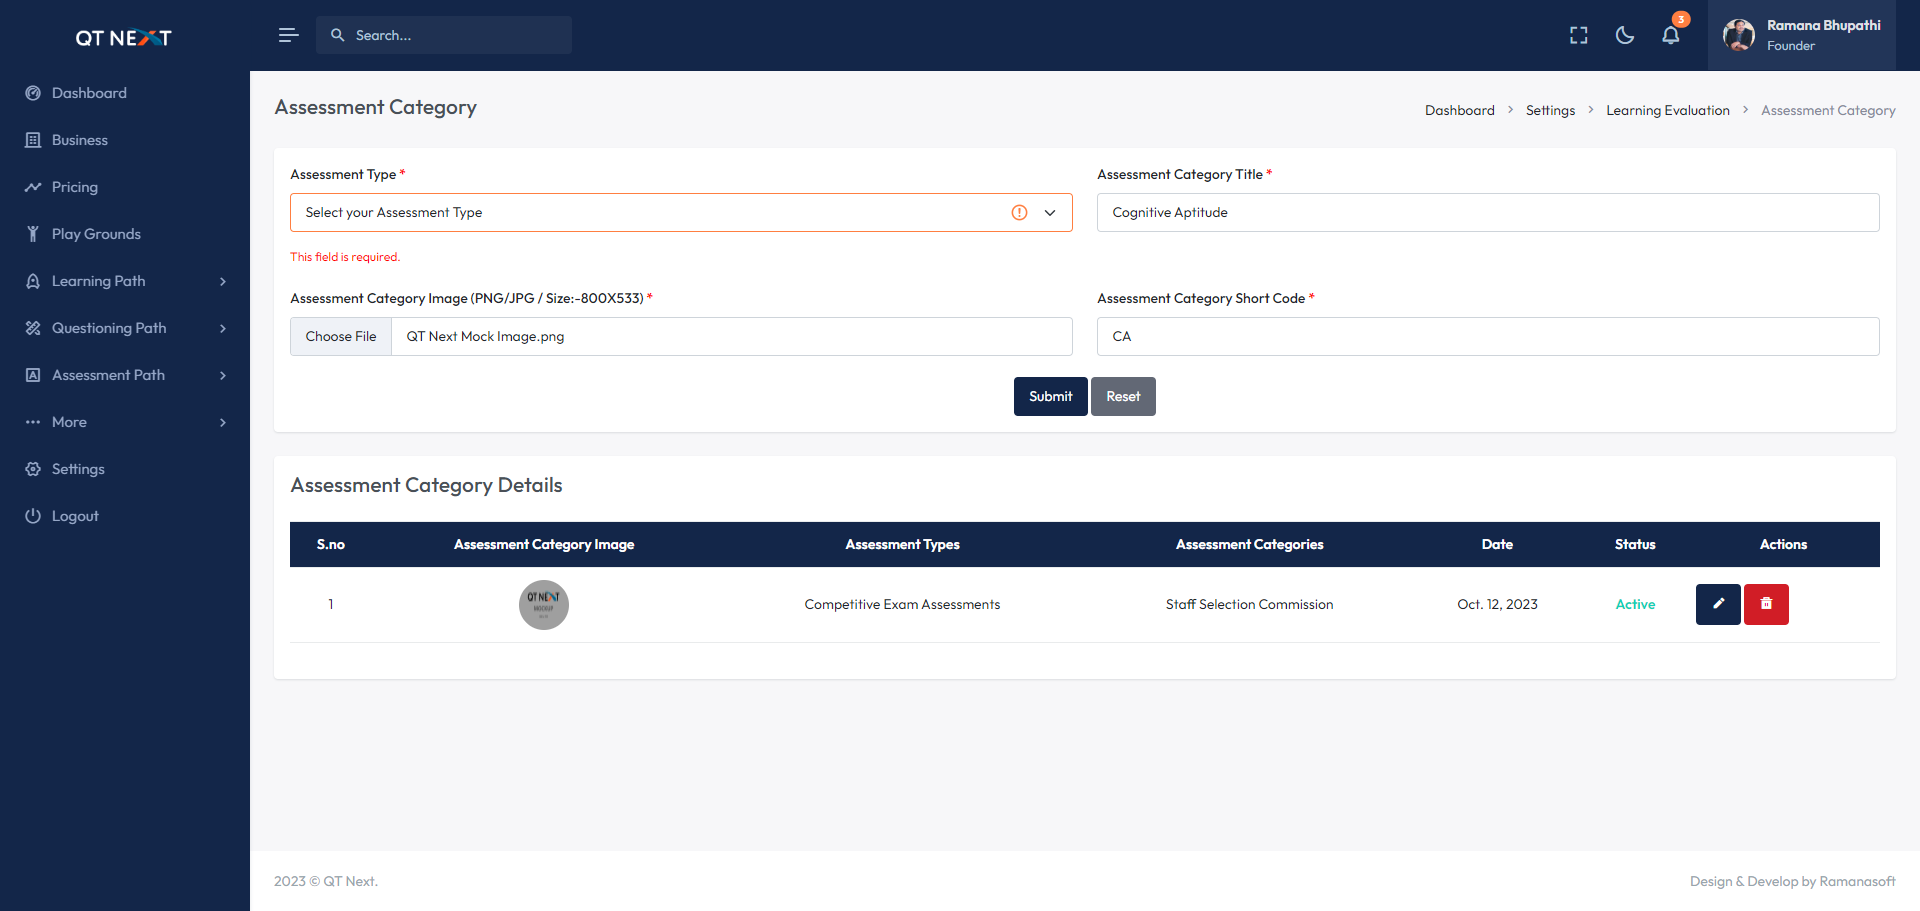 QT NEXT
Search...
3
Ramana Bhupathi
Founder
Dashboard
Business
Pricing
Play Grounds
Learning Path
Questioning Path
Assessment Path
More
Settings
Logout
Assessment Category
Dashboard > Settings > Learning Evaluation > Assessment Category
Assessment Type *
Select your Assessment Type
This field is required.
Assessment Category Title *
Cognitive Aptitude
Assessment Category Image (PNG/JPG / Size:-800X533) *
Choose File QT Next Mock Image.png
Assessment Category Short Code *
CA
Submit Reset
Assessment Category Details
S.no Assessment Category Image Assessment Types Assessment Categories Date Status Actions
1 QT NEXT Competitive Exam Assessments Staff Selection Commission Oct. 12, 2023 Active
2023 © QT Next.
Design & Develop by Ramanasoft